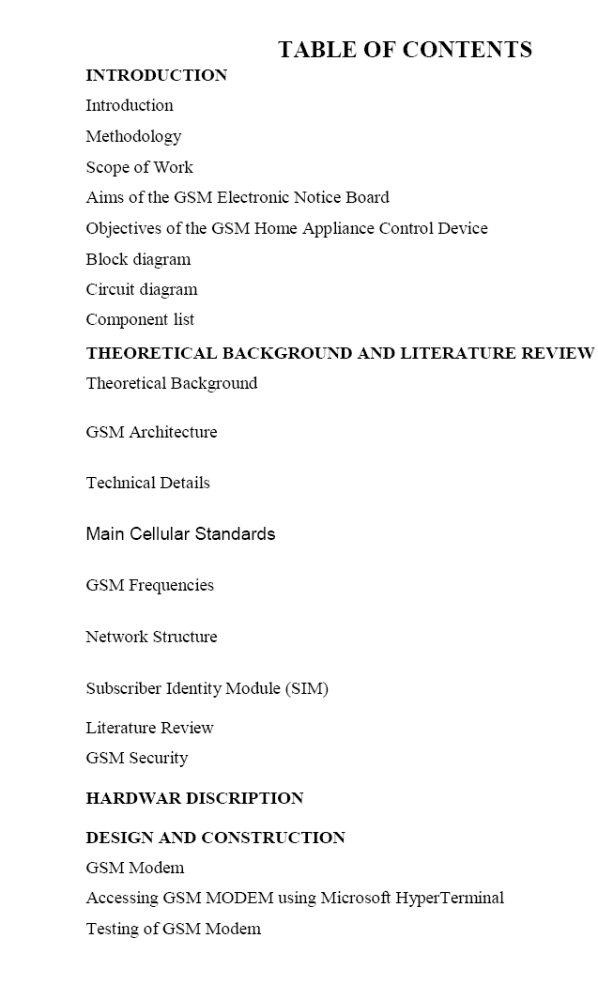 TABLE OF CONTENTS
INTRODUCTION
Introduction
Methodology
Scope of Work
Aims of the GSM Electronic Notice Board
Objectives of the GSM Home Appliance Control Device
Block diagram
Circuit diagram
Component list
THEORETICAL BACKGROUND AND LITERATURE REVIEW
Theoretical Background
GSM Architecture
Technical Details
Main Cellular Standards
GSM Frequencies
Network Structure
Subscriber Identity Module (SIM)
Literature Review
GSM Security
HARDWAR DISCRIPTION
DESIGN AND CONSTRUCTION
GSM Modem
Accessing GSM MODEM using Microsoft HyperTerminal
Testing of GSM Modem